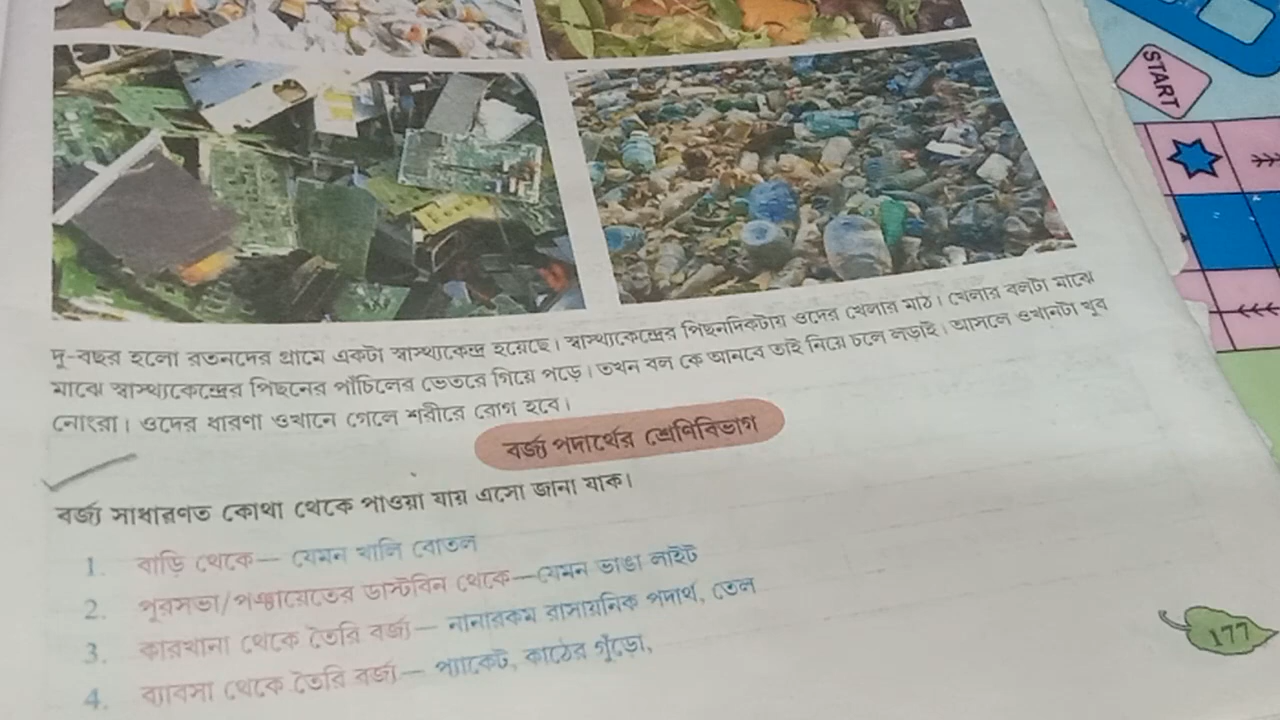 START
দু-বছর হলো রতনদের গ্রামে একটা স্বাস্থ্যকেন্দ্র হয়েছে। স্বাস্থ্যকেন্দ্রের পিছনদিকটায় ওদের খেলার মাঠ। খেলার বলটা মাঝে
মাঝে স্বাস্থ্যকেন্দ্রের পিছনের পাঁচিলের ভেতরে গিয়ে পড়ে। তখন বল কে আনবে তাই নিয়ে চলে লড়াই। আসলে ওখানটা খুব
নোংরা। ওদের ধারণা ওখানে গেলে শরীরে রোগ হবে।
বর্জ্য পদার্থের শ্রেণিবিভাগ
বর্জ্য সাধারণত কোথা থেকে পাওয়া যায় এসো জানা যাক।
1. বাড়ি থেকে— যেমন খালি বোতল
2. পুরসভা/পঞ্চায়েতের ডাস্টবিন থেকে—যেমন ভাঙা লাইট
3. কারখানা থেকে তৈরি বর্জ্য— নানারকম রাসায়নিক পদার্থ, তেল
4. ব্যাবসা থেকে তৈরি বর্জ্য— প্যাকেট, কাঠের গুঁড়ো,
177